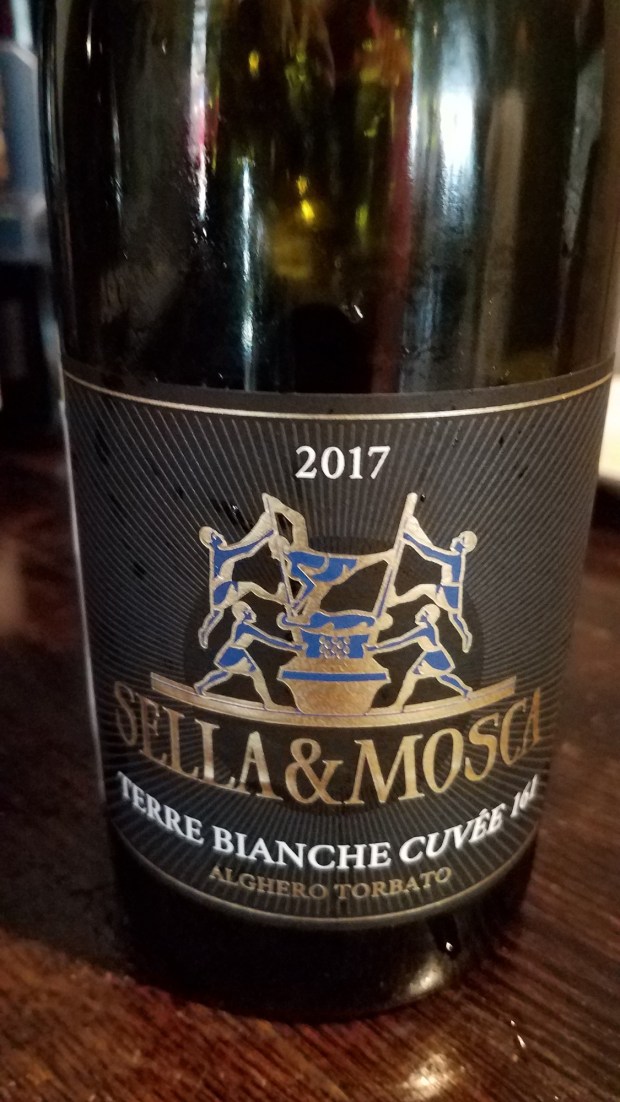 2017
SELLA&MOSCA
TERRE BIANCHE CUVÉE 161
ALGHERO TORBATO